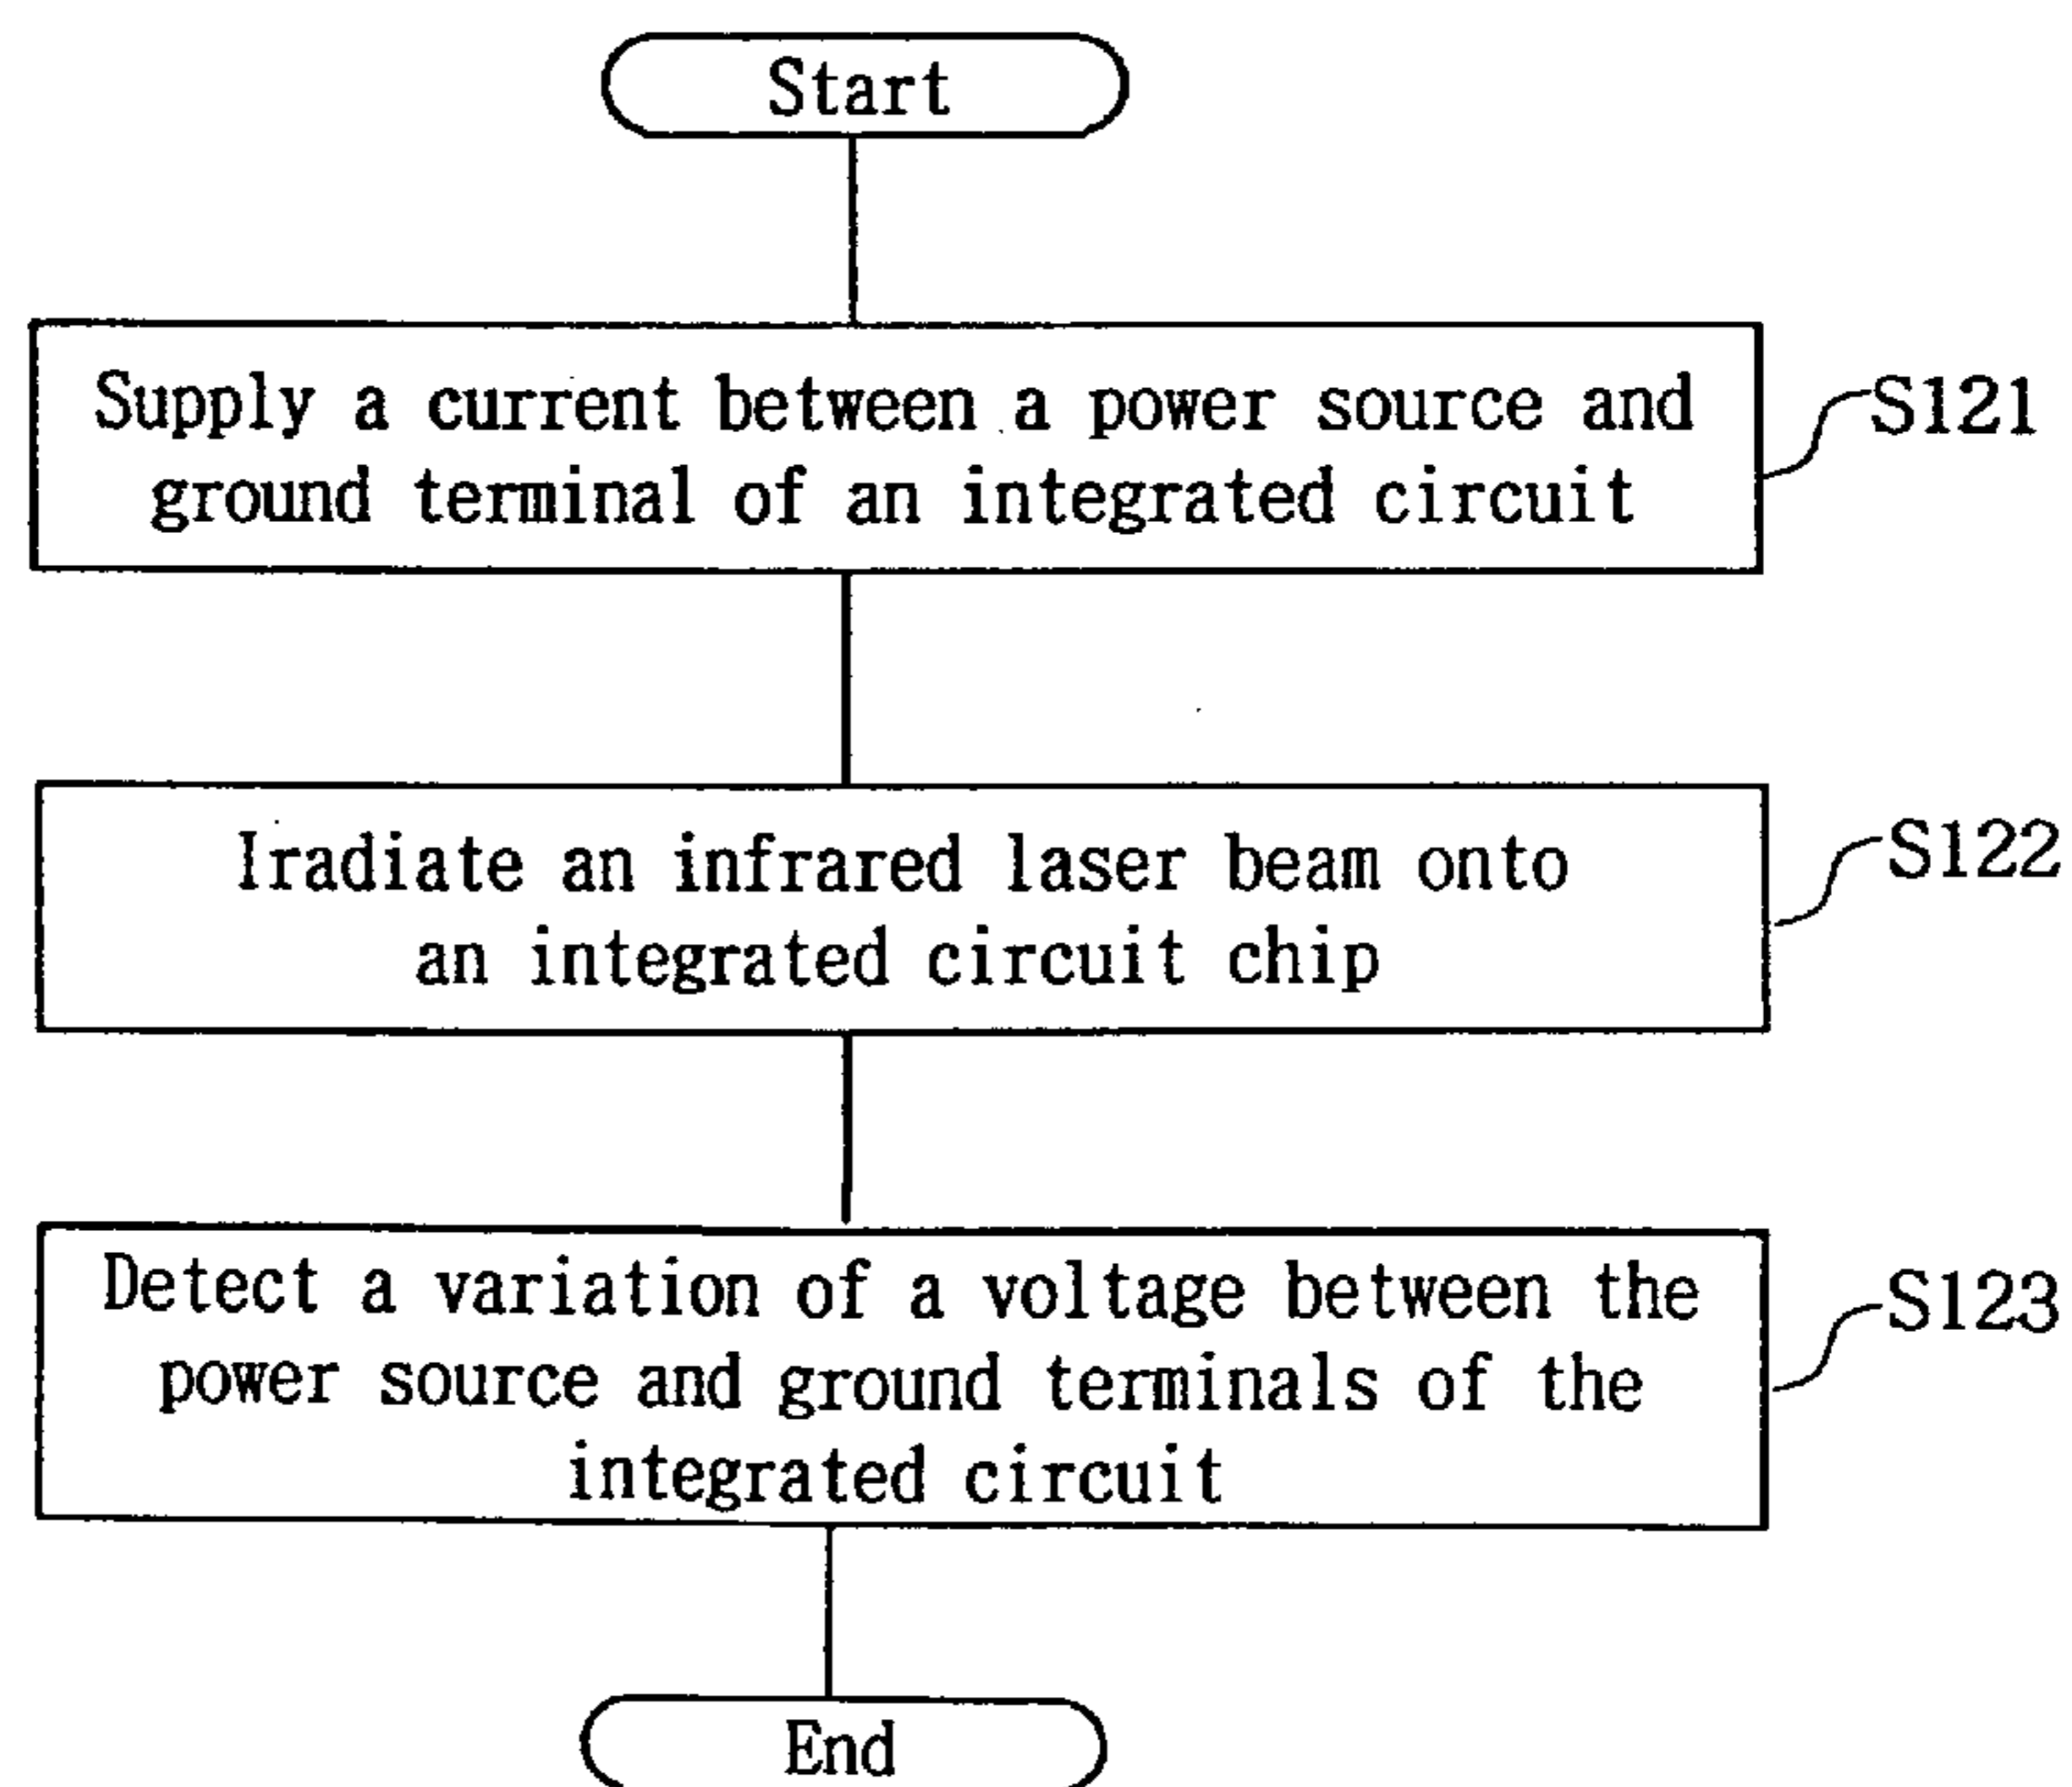 Start
Supply a current between a power source and
ground terminal of an integrated circuit
S121
Iradiate an infrared laser beam onto
an integrated circuit chip
S122
Detect a variation of a voltage between the
power source and ground terminals of the
integrated circuit
S123
End